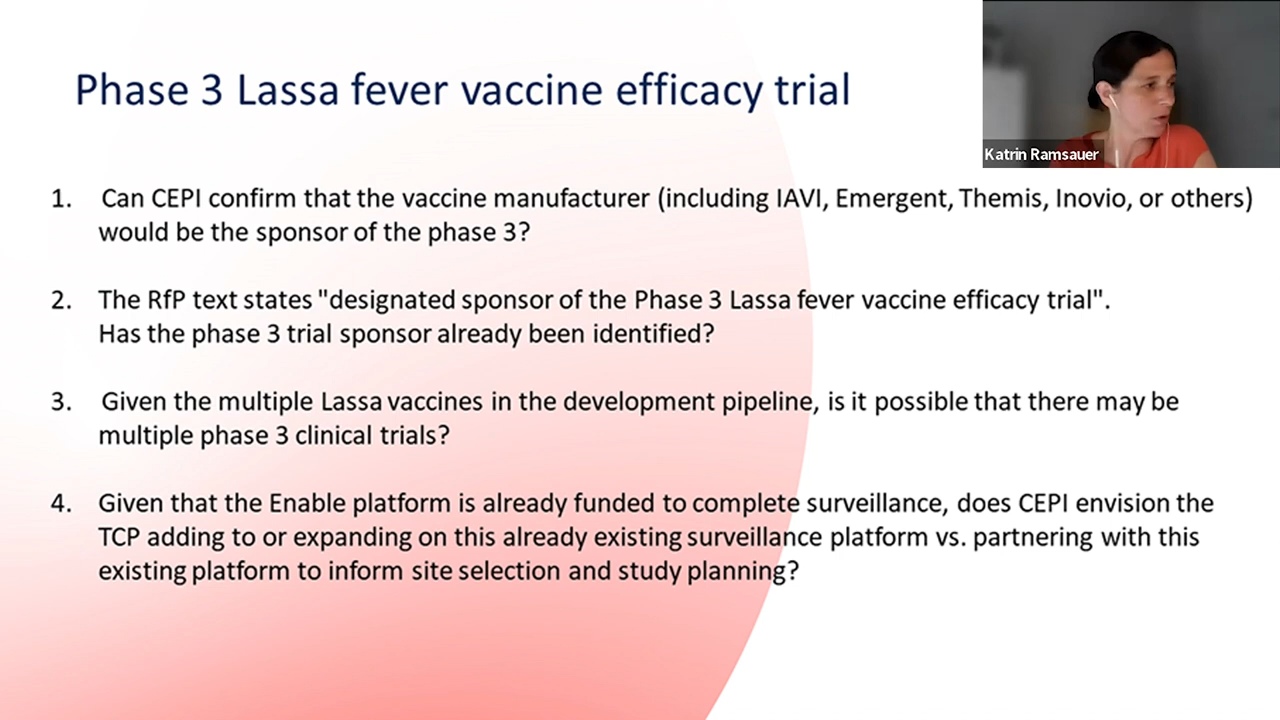 Phase 3 Lassa fever vaccine efficacy trial
Katrin Ramsauer
1. Can CEPI confirm that the vaccine manufacturer (including IAVI, Emergent, Themis, Inovio, or others)
would be the sponsor of the phase 3?
2. The RfP text states "designated sponsor of the Phase 3 Lassa fever vaccine efficacy trial".
Has the phase 3 trial sponsor already been identified?
3. Given the multiple Lassa vaccines in the development pipeline, is it possible that there may be
multiple phase 3 clinical trials?
4. Given that the Enable platform is already funded to complete surveillance, does CEPI envision the
TCP adding to or expanding on this already existing surveillance platform vs. partnering with this
existing platform to inform site selection and study planning?